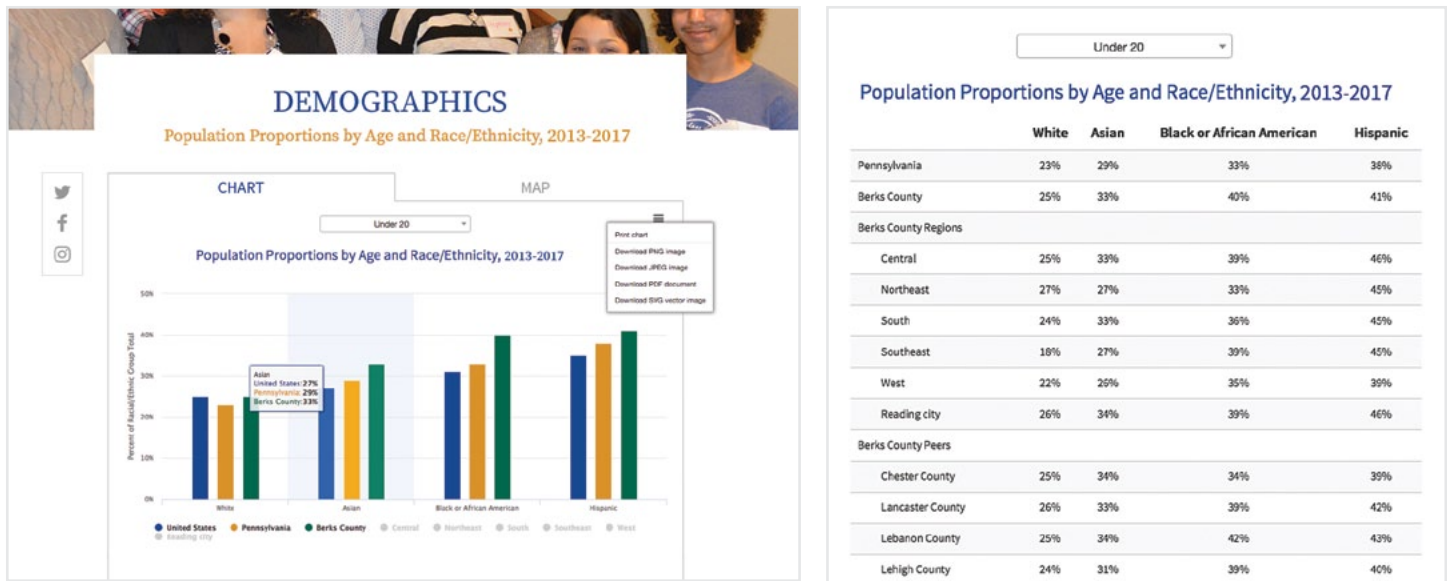 DEMOGRAPHICS
Population Proportions by Age and Race/Ethnicity, 2013-2017
CHART
MAP
Under 20
Print chart
Download PNG image
Download JPEG image
Download PDF document
Download SVG vector image
Population Proportions by Age and Race/Ethnicity, 2013-2017
Percent of Racial/Ethnic Group Total
50%
40%
30%
20%
10%
0%
Asian
United States: 27%
Pennsylvania: 29%
Berks County: 33%
White Asian Black or African American Hispanic
United States Pennsylvania Berks County Central Northeast South Southeast West
Reading city
Under 20
Population Proportions by Age and Race/Ethnicity, 2013-2017
White Asian Black or African American Hispanic
Pennsylvania 23% 29% 33% 38%
Berks County 25% 33% 40% 41%
Berks County Regions
Central 25% 33% 39% 46%
Northeast 27% 27% 33% 45%
South 24% 33% 36% 45%
Southeast 18% 27% 39% 45%
West 22% 26% 35% 39%
Reading city 26% 34% 39% 46%
Berks County Peers
Chester County 25% 34% 34% 39%
Lancaster County 26% 33% 39% 42%
Lebanon County 25% 34% 42% 43%
Lehigh County 24% 31% 39% 40%